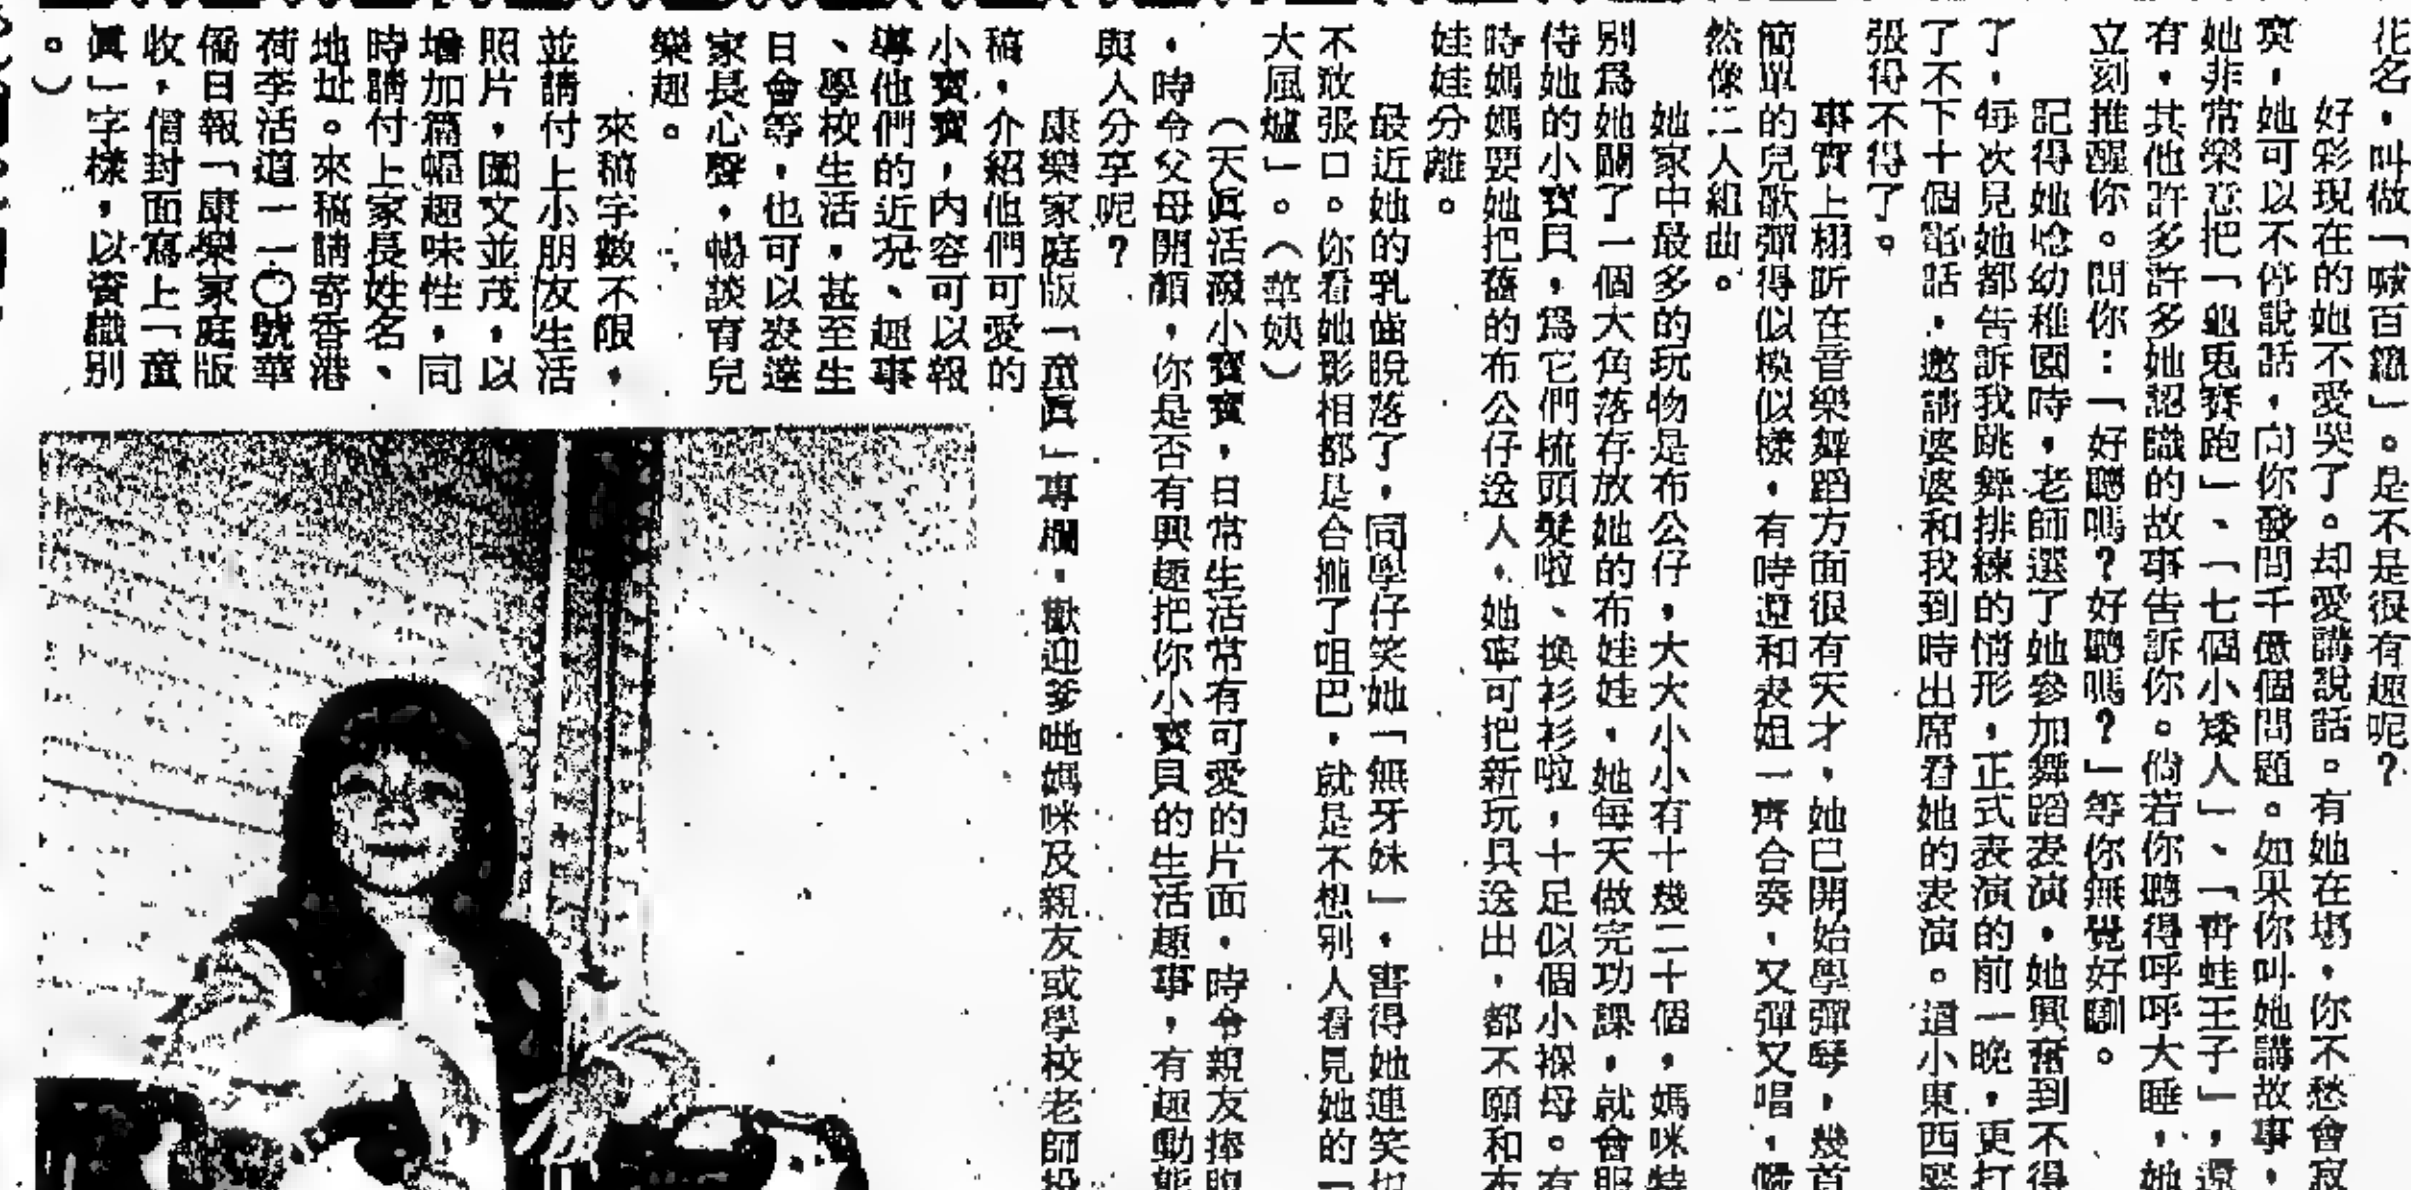 花名，叫做「喊百籮」。是不是很有趣呢？
好彩現在的她不愛哭了。却愛講說話。有她在場，你不愁會寂
寞，她可以不停說話，向你發問千億個問題。如果你叫她講故事，
她非常樂意把「龜兎賽跑」、「七個小矮人」、「靑蛙王子」，還
有，其他許多許多她認識的故事告訴你。倘若你聽得呼呼大睡，她
立刻推醒你。問你：「好聽嗎？好聽嗎？」等你無覺好瞓。
記得她唸幼稚園時，老師選了她參加舞蹈表演，她興奮到不得
了，每次見她都告訴我跳舞排練的情形，正式表演的前一晚，更打
了不下十個電話，邀請婆婆和我到時出席看她的表演。這小東西緊
張得不得了。
事實上栩昕在音樂舞蹈方面很有天才，她已開始學彈琴，幾首
簡單的兒歌彈得似模似樣，有時還和表姐一齊合奏，又彈又唱，儼
然像二人組曲。
她家中最多的玩物是布公仔，大大小小有十幾二十個，媽咪特
別爲她闢了一個大角落存放她的布娃娃，她每天做完功課，就會服
侍她的小寶貝，爲它們梳頭髮啦、換衫衫啦，十足似個小褓母。有
時媽媽要她把舊的布公仔送人，她寧可把新玩具送出，都不願和布
娃娃分離。
最近她的乳齒脫落了，同學仔笑她「無牙妹」，害得她連笑也
不敢張口。你看她影相都是合攏了咀巴，就是不想別人看見她的「
大風爐」。（華姨）
（天眞活潑小寶寶，日常生活常有可愛的片面，時令親友捧腹
，時令父母開顏，你是否有興趣把你小寶貝的生活趣事，有趣動態
與人分享呢？
康樂家庭版「童眞」專欄，歡迎爹哋媽咪及親友或學校老師投
稿，介紹他們可愛的
小寶寶，內容可以報
導他們的近況、趣事
、學校生活，甚至生
日會等，也可以表達
家長心聲，暢談育兒
樂趣。
來稿字數不限，
並請付上小朋友生活
照片，圖文並茂，以
增加篇幅趣味性，同
時請付上家長姓名、
地址。來稿請寄香港
荷李活道一一〇號華
僑日報「康樂家庭版
收，信封面寫上「童
眞」字樣，以資識別
。）